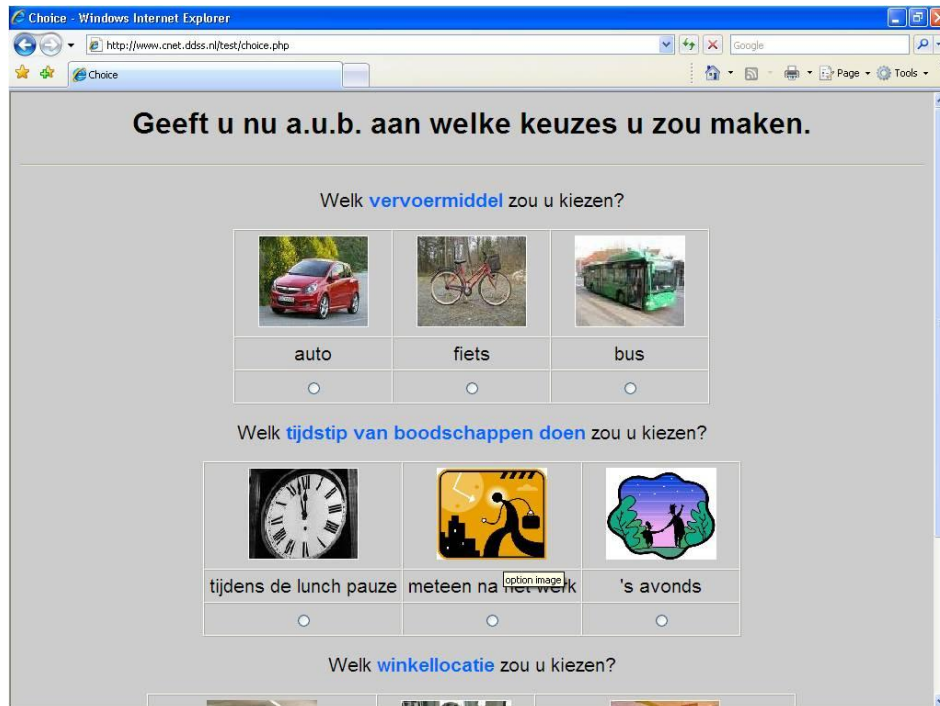 Choice - Windows Internet Explorer
http://www.cnet.ddss.nl/test/choice.php
Google
Choice
Page
Tools
Geeft u nu a.u.b. aan welke keuzes u zou maken.
Welk vervoermiddel zou u kiezen?
auto fiets bus
Welk tijdstip van boodschappen doen zou u kiezen?
option image
tijdens de lunch pauze meteen na het werk 's avonds
Welk winkellocatie zou u kiezen?